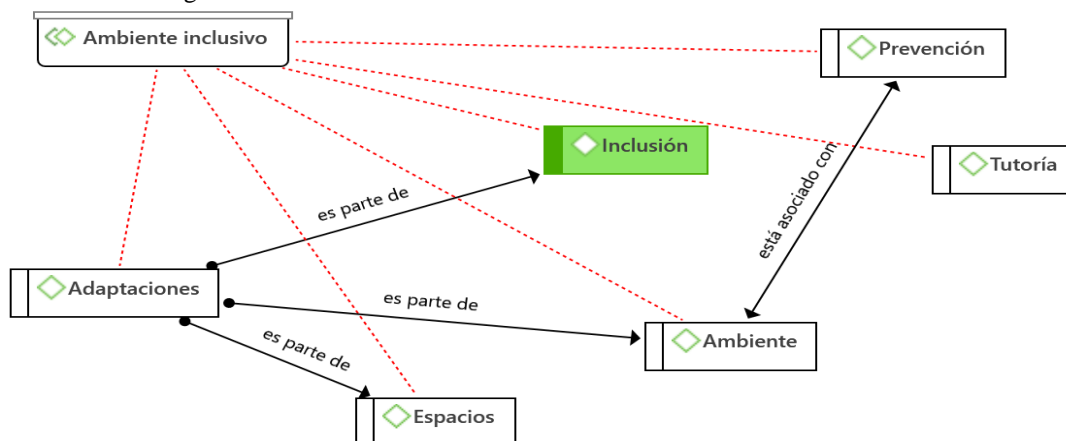 Ambiente inclusivo
Prevención
Inclusión
Tutoría
está asociado con
es parte de
Adaptaciones
es parte de
Ambiente
es parte de
Espacios